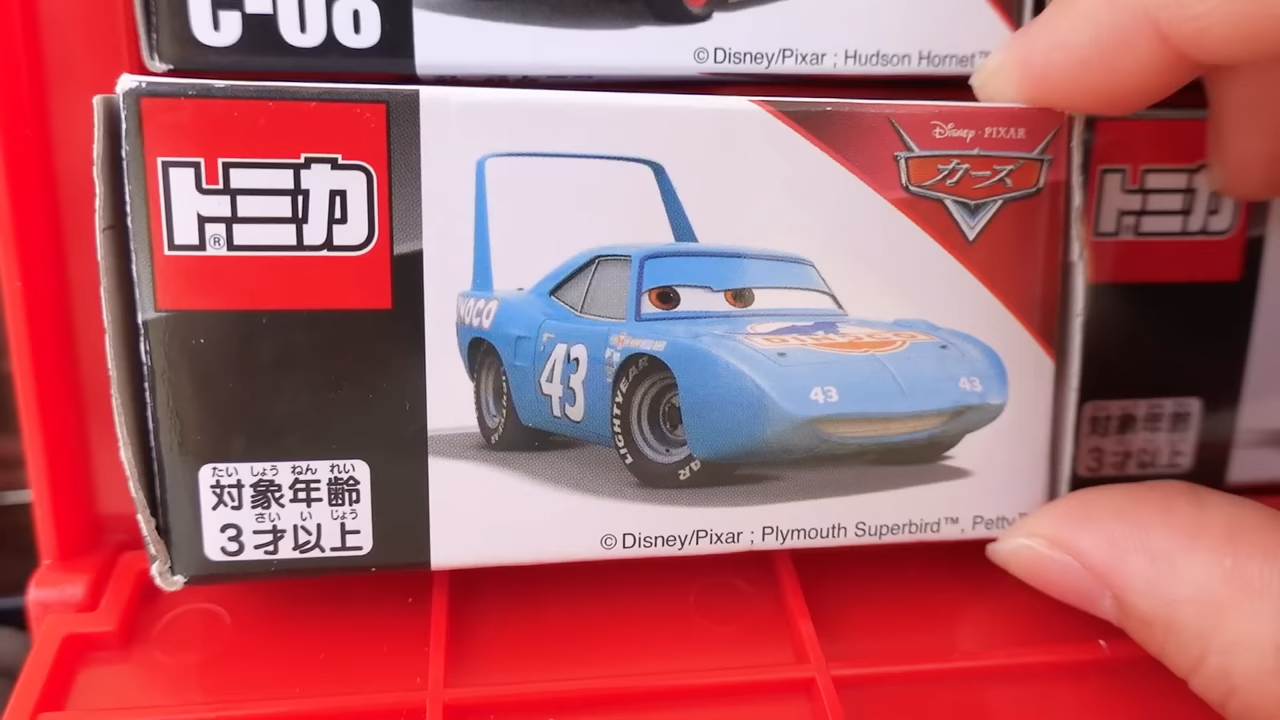 C-08
©Disney/Pixar ; Hudson Hornet™
トミカ®
Disney · PIXAR
カーズ
トミカ
NOCO
43
LIGHTYEAR
43
43
対象年齢
たい しょう ねん れい
3才以上
さい い じょう
対象年齢
3才以上
©Disney/Pixar ; Plymouth Superbird™, Petty